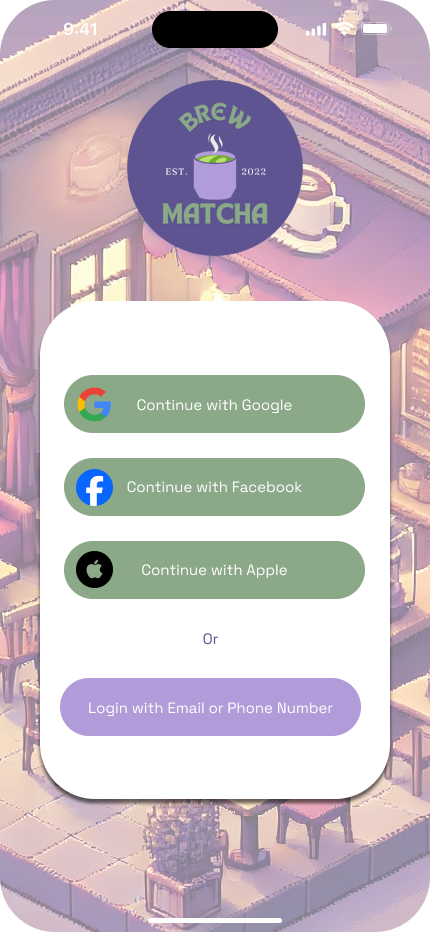 9:41
BREW
EST. 2022
MATCHA
Continue with Google
Continue with Facebook
Continue with Apple
Or
Login with Email or Phone Number